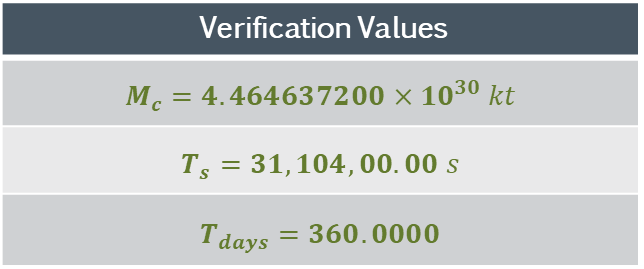 Verification Values
M_c = 4.464637200 × 10^30 kt
T_s = 31,104,00.00 s
T_days = 360.0000